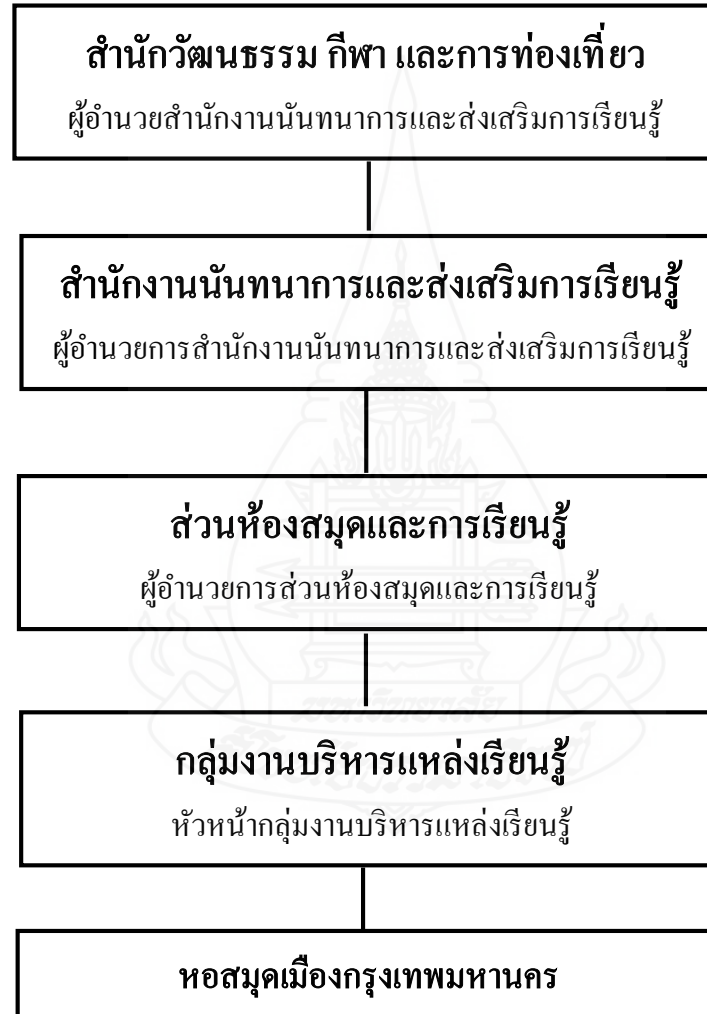 สำนักวัฒนธรรม กีฬา และการท่องเที่ยว
ผู้อำนวยสำนักงานนันทนาการและส่งเสริมการเรียนรู้
สำนักงานนันทนาการและส่งเสริมการเรียนรู้
ผู้อำนวยการสำนักงานนันทนาการและส่งเสริมการเรียนรู้
ส่วนห้องสมุดและการเรียนรู้
ผู้อำนวยการส่วนห้องสมุดและการเรียนรู้
กลุ่มงานบริหารแหล่งเรียนรู้
หัวหน้ากลุ่มงานบริหารแหล่งเรียนรู้
หอสมุดเมืองกรุงเทพมหานคร